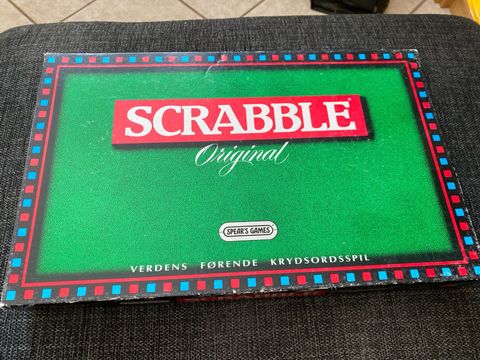 SCRABBLE
Original
SPEAR'S GAMES
VERDENS FØRENDE KRYDSORDSSPIL